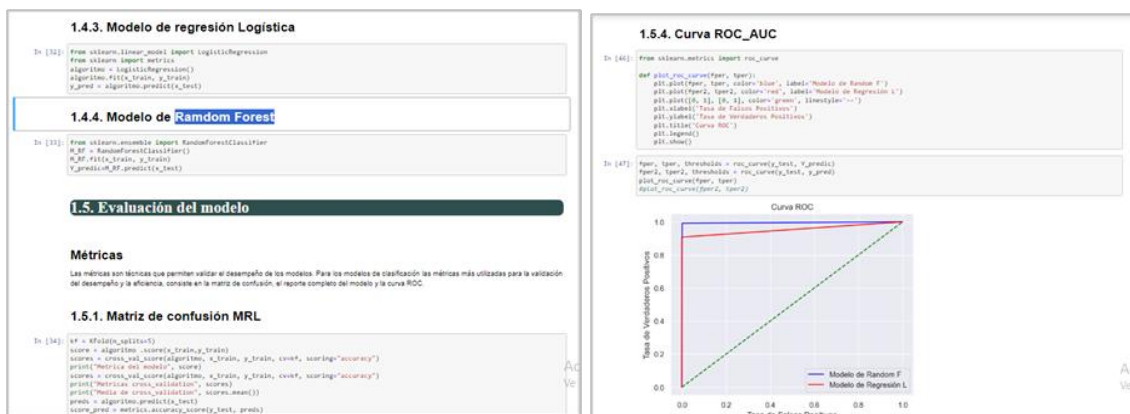 1.4.3. Modelo de regresión Logística
In [32]: from sklearn.linear_model import LogisticRegression
from sklearn import metrics
algoritmo = LogisticRegression()
algoritmo.fit(x_train, y_train)
y_pred = algoritmo.predict(x_test)
1.4.4. Modelo de Ramdom Forest
In [33]: from sklearn.ensemble import RandomForestClassifier
M_RF = RandomForestClassifier()
M_RF.fit(x_train, y_train)
Y_predic=M_RF.predict(x_test)
1.5. Evaluación del modelo
Métricas
Las métricas son técnicas que permiten validar el desempeño de los modelos. Para los modelos de clasificación las métricas más utilizadas para la validación
del desempeño y la eficiencia, consiste en la matriz de confusión, el reporte completo del modelo y la curva ROC.
1.5.1. Matriz de confusión MRL
In [34]: kf = KFold(n_splits=5)
score = algoritmo .score(x_train,y_train)
scores = cross_val_score(algoritmo, x_train, y_train, cv=kf, scoring="accuracy")
print("Metrica del modelo", score)
scores = cross_val_score(algoritmo, x_train, y_train, cv=kf, scoring="accuracy")
print("Metricas cross_validation", scores)
print("Media de cross_validation", scores.mean())
preds = algoritmo.predict(x_test)
score_pred = metrics.accuracy_score(y_test, preds)
Ac
Ve
1.5.4. Curva ROC_AUC
In [46]: from sklearn.metrics import roc_curve
def plot_roc_curve(fper, tper):
plt.plot(fper, tper, color='blue', label='Modelo de Random F')
plt.plot(fper2, tper2, color='red', label='Modelo de Regresión L')
plt.plot([0, 1], [0, 1], color='green', linestyle='--')
plt.xlabel('Tasa de Falsos Positivos')
plt.ylabel('Tasa de Verdaderos Positivos')
plt.title('Curva ROC')
plt.legend()
plt.show()
In [47]: fper, tper, thresholds = roc_curve(y_test, Y_predic)
fper2, tper2, thresholds = roc_curve(y_test, y_pred)
plot_roc_curve(fper, tper)
#plot_roc_curve(fper2, tper2)
Curva ROC
Tasa de Verdaderos Positivos
1.0
0.8
0.6
0.4
0.2
0.0
Modelo de Random F
Modelo de Regresión L
0.0 0.2 0.4 0.6 0.8 1.0
Tasa de Falsos Positivos
A
Ve